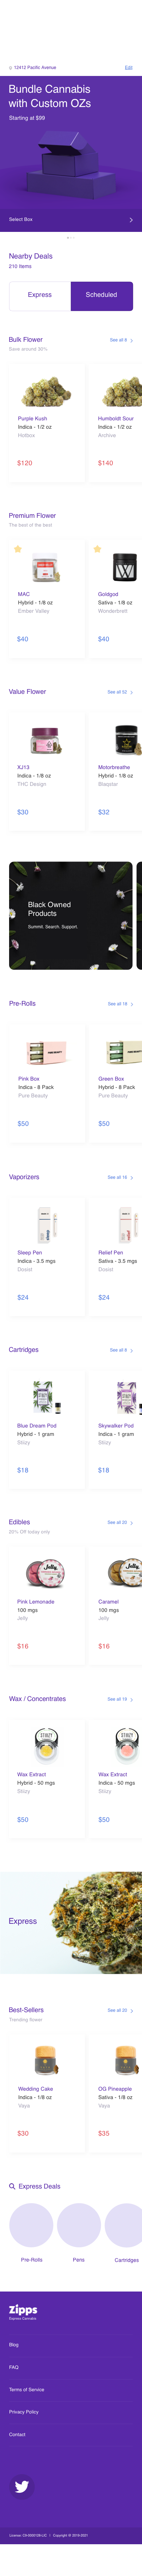 12412 Pacific Avenue
Edit
Bundle Cannabis
with Custom OZs
Starting at $99
Select Box
Nearby Deals
210 Items
Express
Scheduled
Bulk Flower
See all 8
Save around 30%
Purple Kush
Indica - 1/2 oz
Hotbox
$120
Humboldt Sour
Indica - 1/2 oz
Archive
$140
Premium Flower
The best of the best
MAC
Hybrid - 1/8 oz
Ember Valley
$40
Goldgod
Sativa - 1/8 oz
Wonderbrett
$40
Value Flower
See all 52
XJ13
Indica - 1/8 oz
THC Design
$30
Motorbreathe
Hybrid - 1/8 oz
Blaqstar
$32
Black Owned
Products
Summit. Search. Support.
Pre-Rolls
See all 18
Pink Box
Indica - 8 Pack
Pure Beauty
$50
Green Box
Hybrid - 8 Pack
Pure Beauty
$50
Vaporizers
See all 16
Sleep Pen
Indica - 3.5 mgs
Dosist
$24
Relief Pen
Sativa - 3.5 mgs
Dosist
$24
Cartridges
See all 8
Blue Dream Pod
Hybrid - 1 gram
Stiizy
$18
Skywalker Pod
Indica - 1 gram
Stiizy
$18
Edibles
See all 20
20% Off today only
Pink Lemonade
100 mgs
Jelly
$16
Caramel
100 mgs
Jelly
$16
Wax / Concentrates
See all 19
STIIIZY
STIIIZY
Wax Extract
Hybrid - 50 mgs
Stiizy
$50
Wax Extract
Indica - 50 mgs
Stiizy
$50
Express
Best-Sellers
See all 20
Trending flower
Wedding Cake
Indica - 1/8 oz
Vaya
$30
OG Pineapple
Sativa - 1/8 oz
Vaya
$35
Express Deals
Pre-Rolls
Pens
Cartridges
Zipps
Express Cannabis
Blog
FAQ
Terms of Service
Privacy Policy
Contact